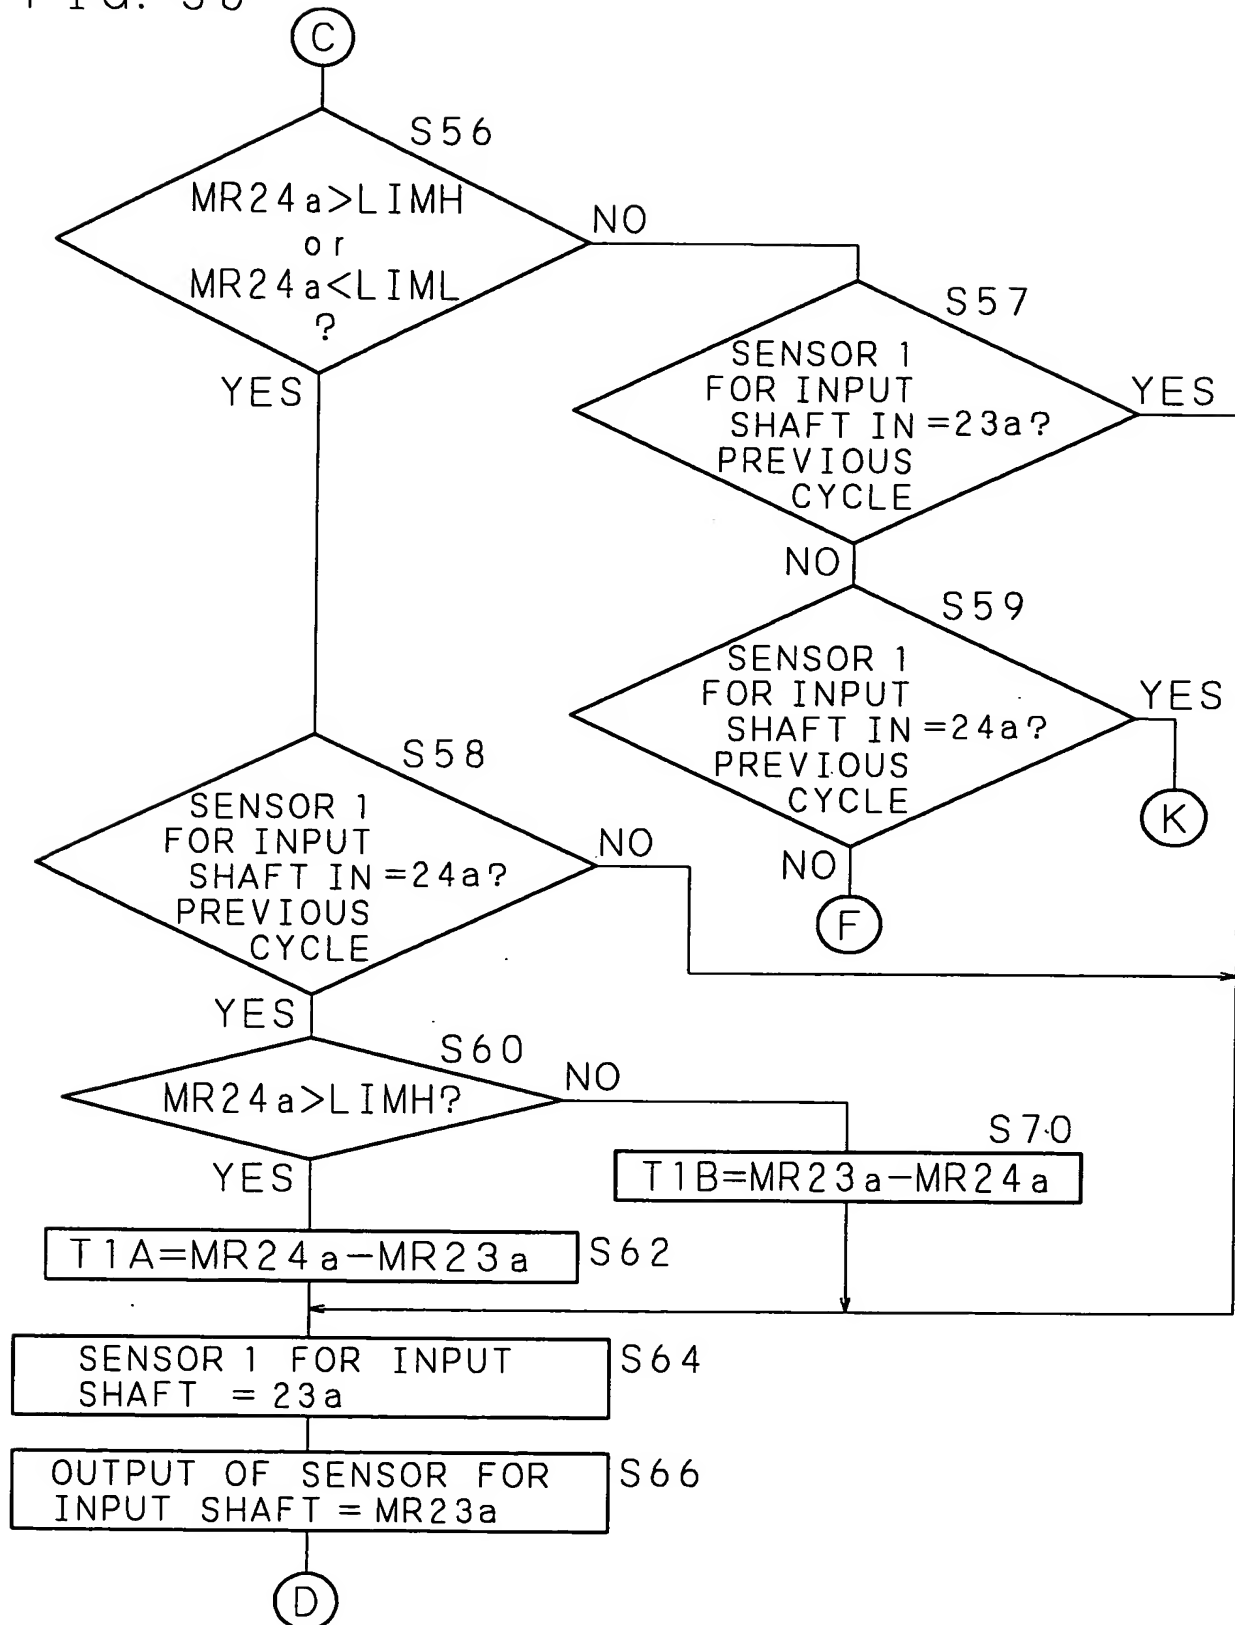 C
S56
MR24a>LIMH
or
MR24a<LIML
?
NO
YES
S57
SENSOR 1
FOR INPUT
SHAFT IN =23a?
PREVIOUS
CYCLE
YES
NO
S59
SENSOR 1
FOR INPUT
SHAFT IN =24a?
PREVIOUS
CYCLE
YES
K
NO
F
S58
SENSOR 1
FOR INPUT
SHAFT IN =24a?
PREVIOUS
CYCLE
NO
YES
S60
MR24a>LIMH?
NO
YES
S70
T1B=MR23a-MR24a
T1A=MR24a-MR23a
S62
SENSOR 1 FOR INPUT
SHAFT = 23a
S64
OUTPUT OF SENSOR FOR
INPUT SHAFT = MR23a
S66
D